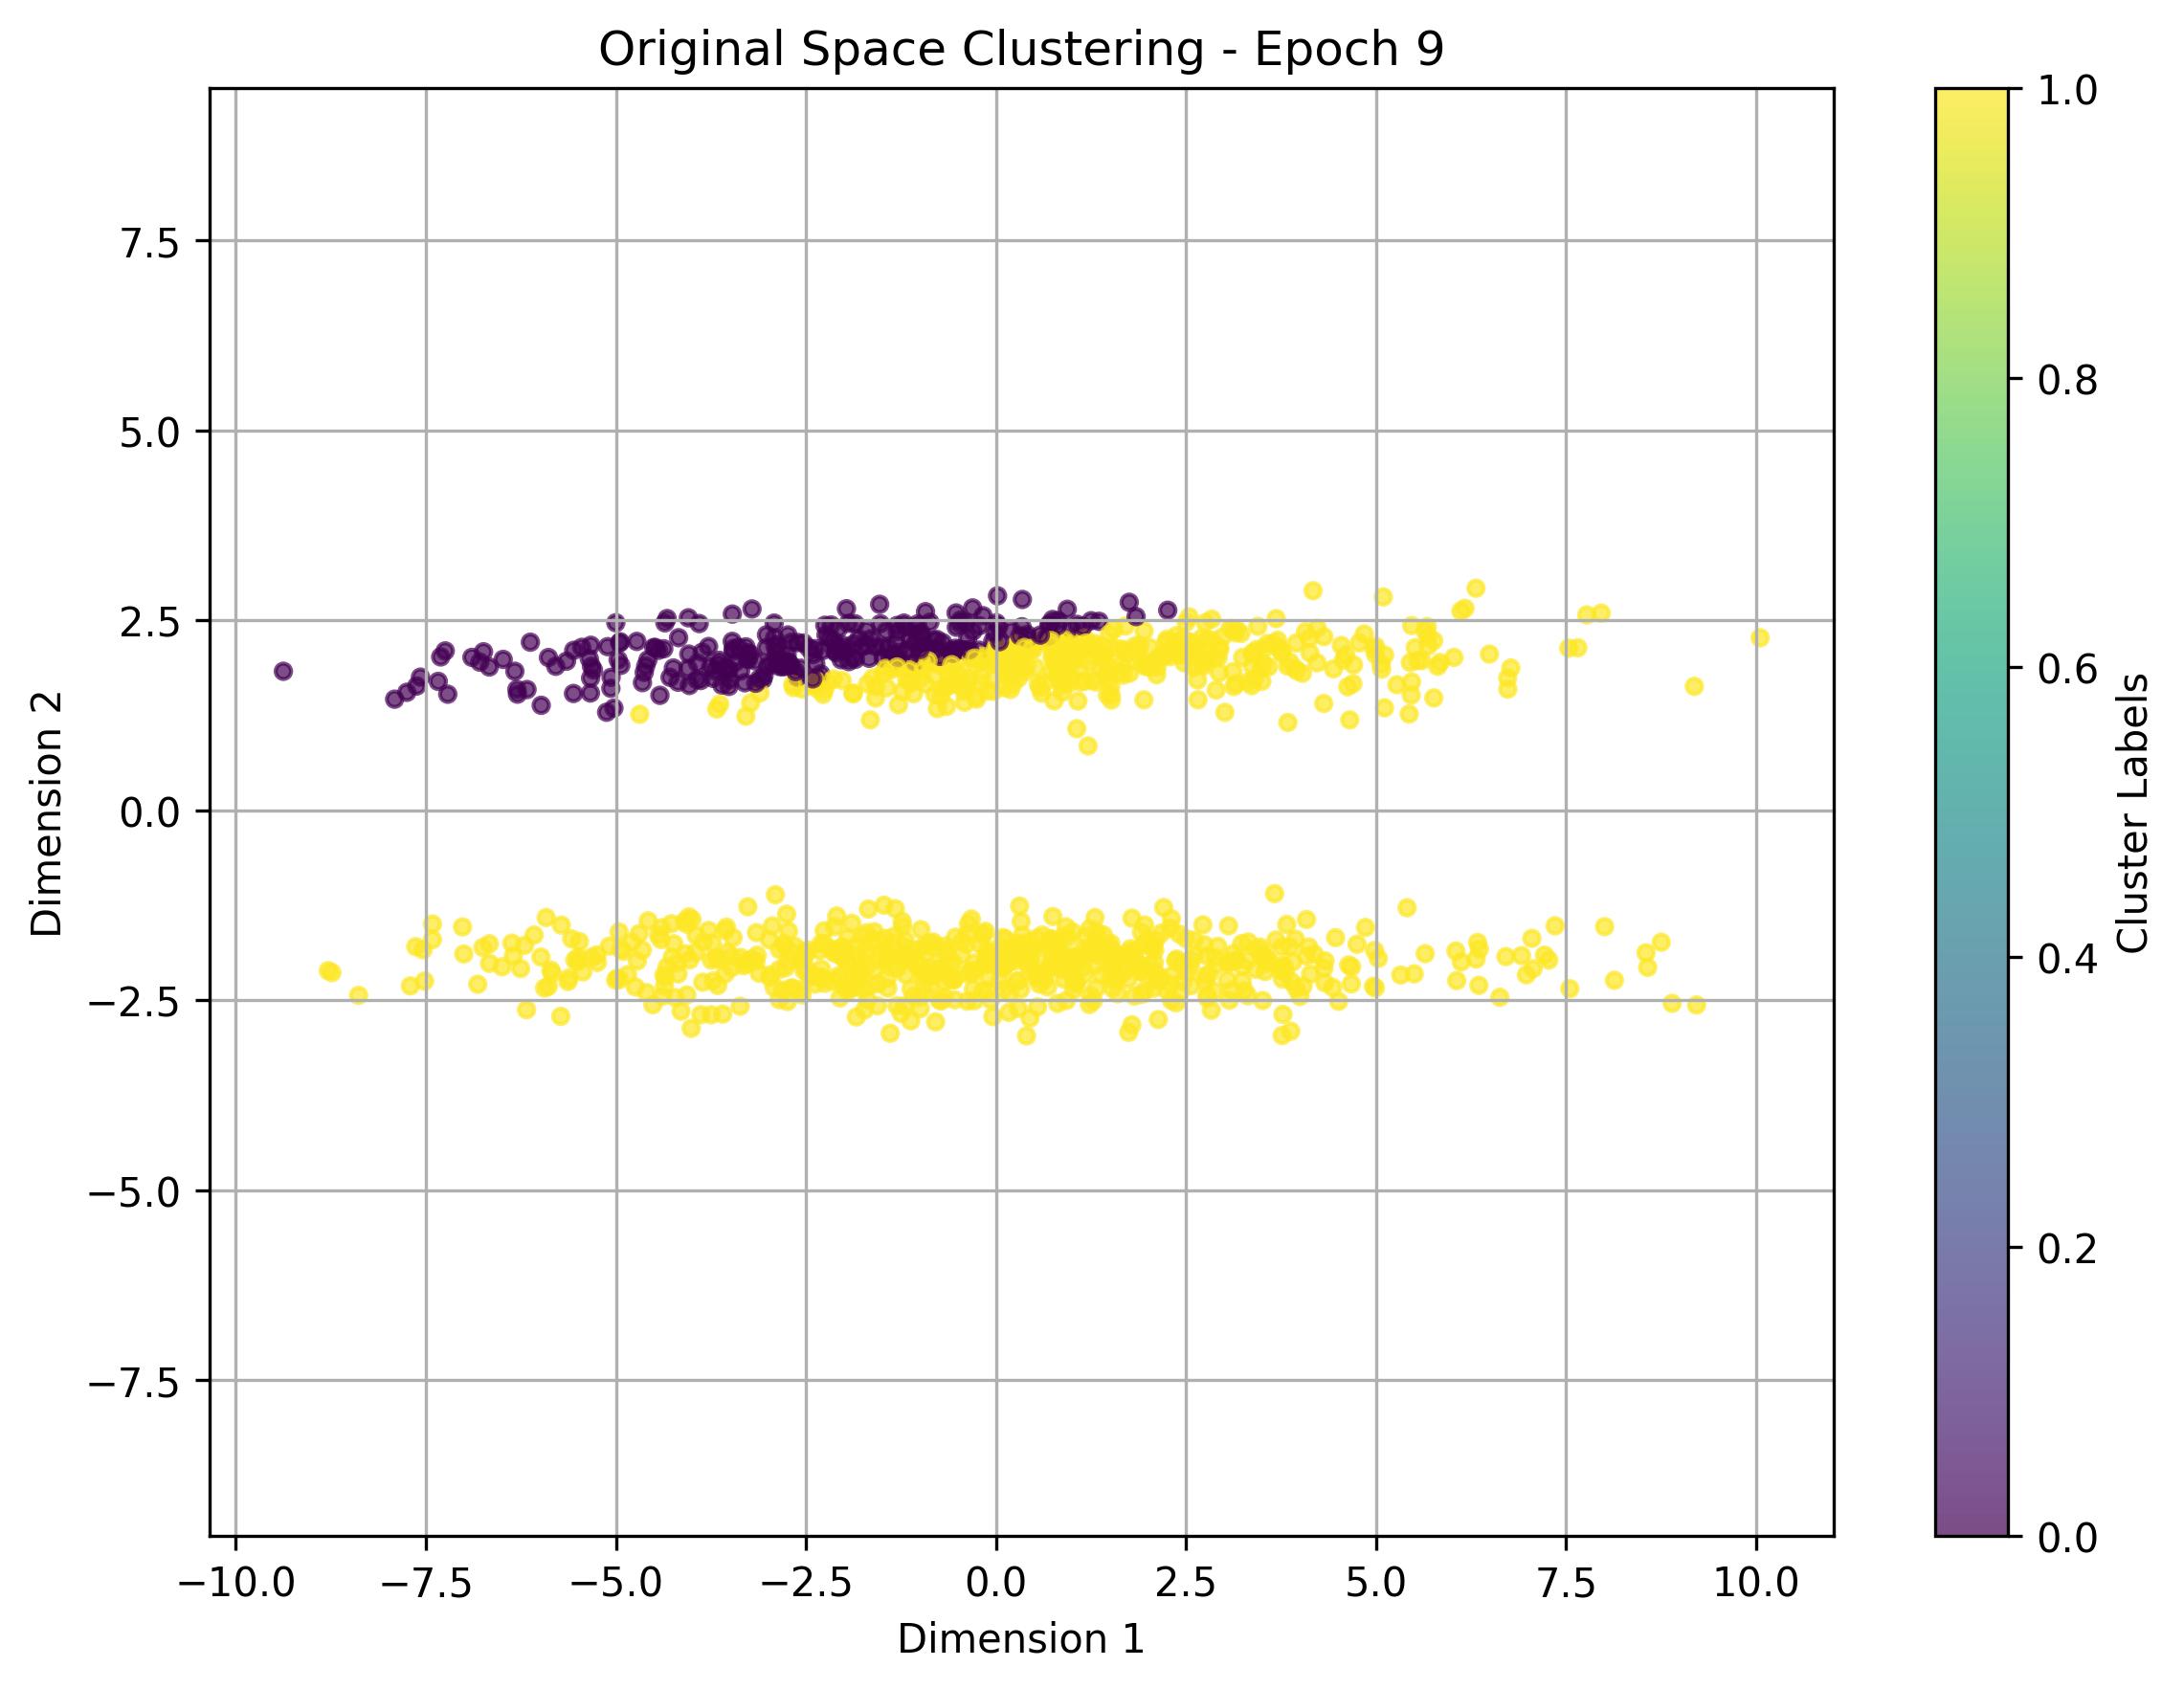 Original Space Clustering - Epoch 9
Dimension 2
7.5
5.0
2.5
0.0
−2.5
−5.0
−7.5
−10.0 −7.5 −5.0 −2.5 0.0 2.5 5.0 7.5 10.0
Dimension 1
1.0
0.8
0.6
0.4
0.2
0.0
Cluster Labels